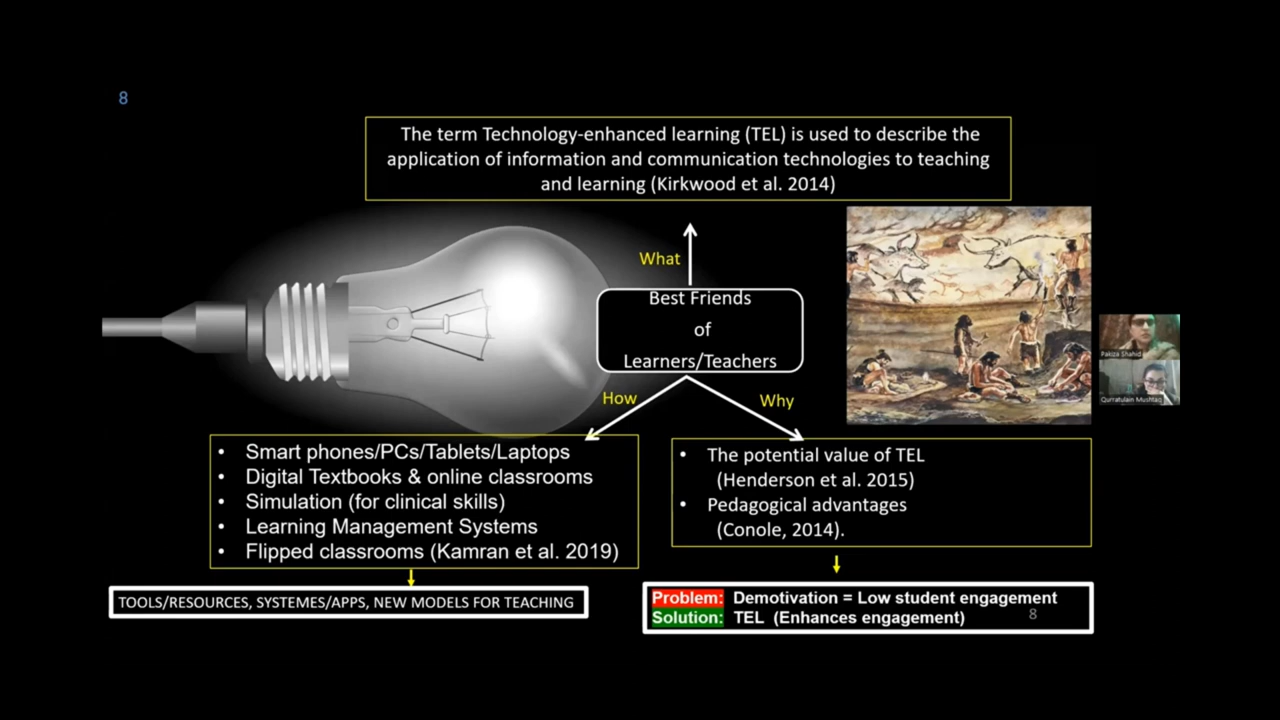 8
The term Technology-enhanced learning (TEL) is used to describe the
application of information and communication technologies to teaching
and learning (Kirkwood et al. 2014)
What
Best Friends
of
Learners/Teachers
How
Why
• Smart phones/PCs/Tablets/Laptops
• Digital Textbooks & online classrooms
• Simulation (for clinical skills)
• Learning Management Systems
• Flipped classrooms (Kamran et al. 2019)
• The potential value of TEL
(Henderson et al. 2015)
• Pedagogical advantages
(Conole, 2014).
TOOLS/RESOURCES, SYSTEMES/APPS, NEW MODELS FOR TEACHING
Problem: Demotivation = Low student engagement
Solution: TEL (Enhances engagement)
8
Pakiza Shahid
Qurratulain Mushtaq